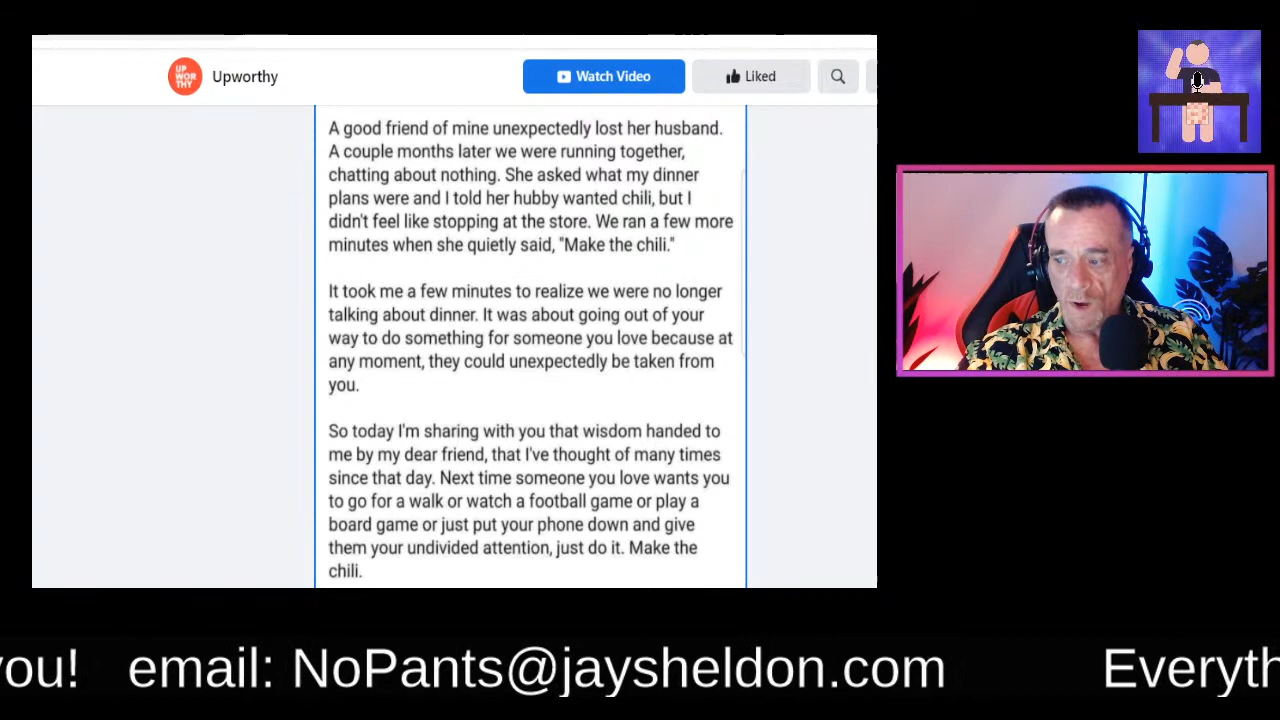 UP
WOR
THY
Upworthy
Watch Video
Liked
A good friend of mine unexpectedly lost her husband.
A couple months later we were running together,
chatting about nothing. She asked what my dinner
plans were and I told her hubby wanted chili, but I
didn't feel like stopping at the store. We ran a few more
minutes when she quietly said, "Make the chili."
It took me a few minutes to realize we were no longer
talking about dinner. It was about going out of your
way to do something for someone you love because at
any moment, they could unexpectedly be taken from
you.
So today I'm sharing with you that wisdom handed to
me by my dear friend, that I've thought of many times
since that day. Next time someone you love wants you
to go for a walk or watch a football game or play a
board game or just put your phone down and give
them your undivided attention, just do it. Make the
chili.
you! email: NoPants@jaysheldon.com Everyth